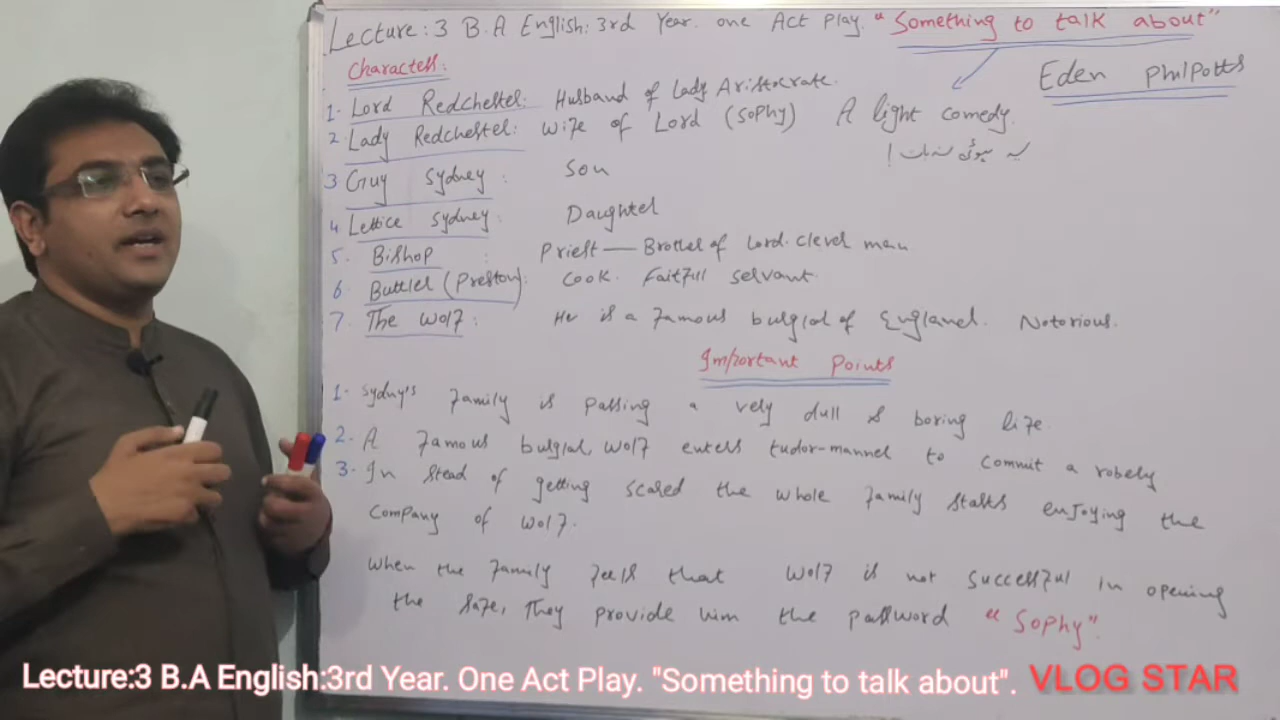 Lecture: 3 B.A English: 3rd Year. one Act Play. "Something to talk about"
Characters:
Eden Philpotts
1- Lord Redchester: Husband of Lady Aristocrate.
2 Lady Redchester: wife of Lord (Sophy) A light comedy.
3 Guy Sydney: Son
4 Lettice Sydney: Daughter
5. Bishop: Priest — Brother of Lord. clever man
6 Buttler (Preston): Cook. Faitfull servant.
7. The Wolf: He is a famous burglar of England. Notorious.
Important Points
1- Sydny's family is passing a very dull & boring life.
2. A famous burglar, wolf enters tudor-manner to commit a robery
3- In stead of getting scared the whole family starts enjoying the
company of wolf.
When the family feels that wolf is not successful in opening
the safe, They provide him the password "Sophy".
Lecture:3 B.A English:3rd Year. One Act Play. "Something to talk about". VLOG STAR